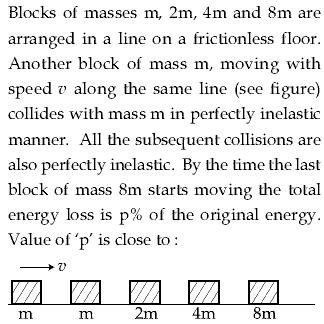 Blocks of masses m, 2m, 4m and 8m are
arranged in a line on a frictionless floor.
Another block of mass m, moving with
speed v along the same line (see figure)
collides with mass m in perfectly inelastic
manner. All the subsequent collisions are
also perfectly inelastic. By the time the last
block of mass 8m starts moving the total
energy loss is p% of the original energy.
Value of ‘p’ is close to :
v
m m 2m 4m 8m